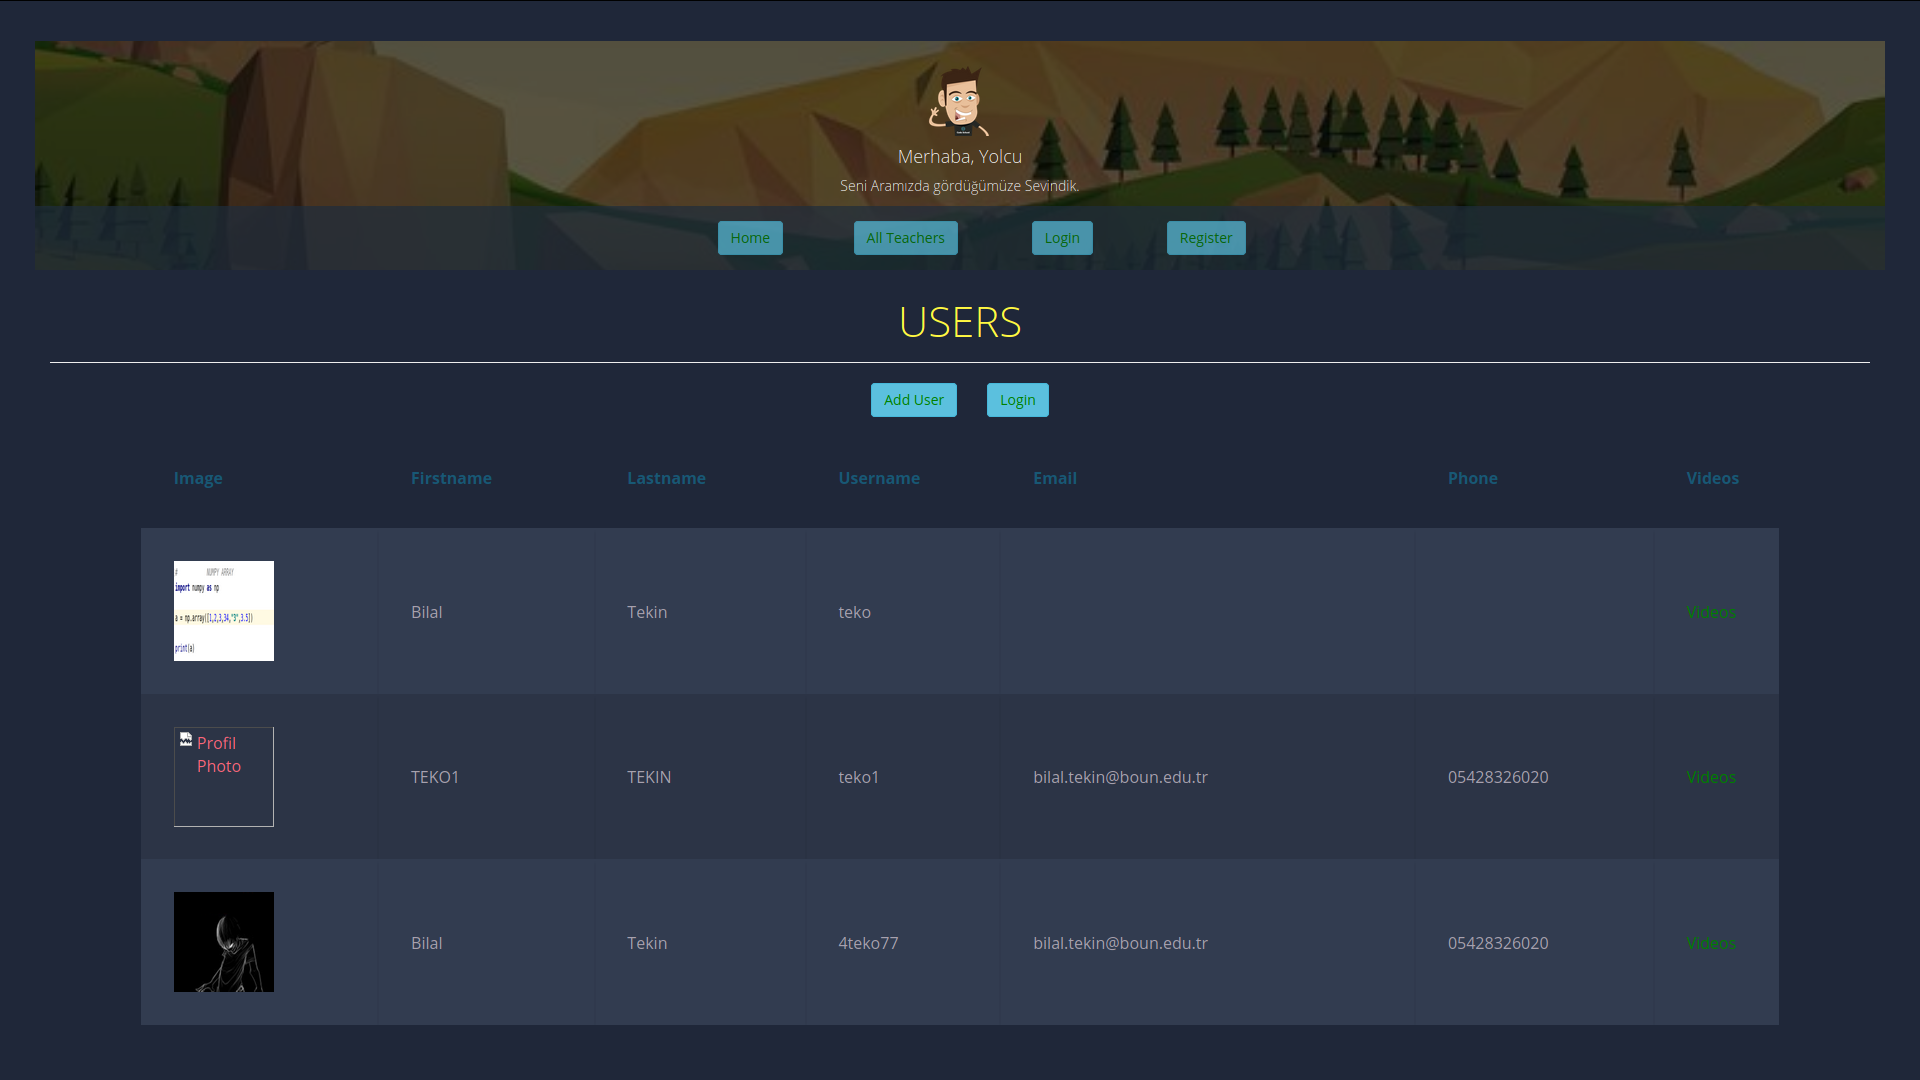 Merhaba, Yolcu
Seni Aramızda gördüğümüze Sevindik.
Home All Teachers Login Register
USERS
Add User Login
Image Firstname Lastname Username Email Phone Videos
# NUMPY ARRAY
import numpy as np
a = np.array([1,2,3,34,"3",3.5])
print(a)
Bilal Tekin teko Videos
Profil
Photo
TEKO1 TEKIN teko1 bilal.tekin@boun.edu.tr 05428326020 Videos
Bilal Tekin 4teko77 bilal.tekin@boun.edu.tr 05428326020 Videos